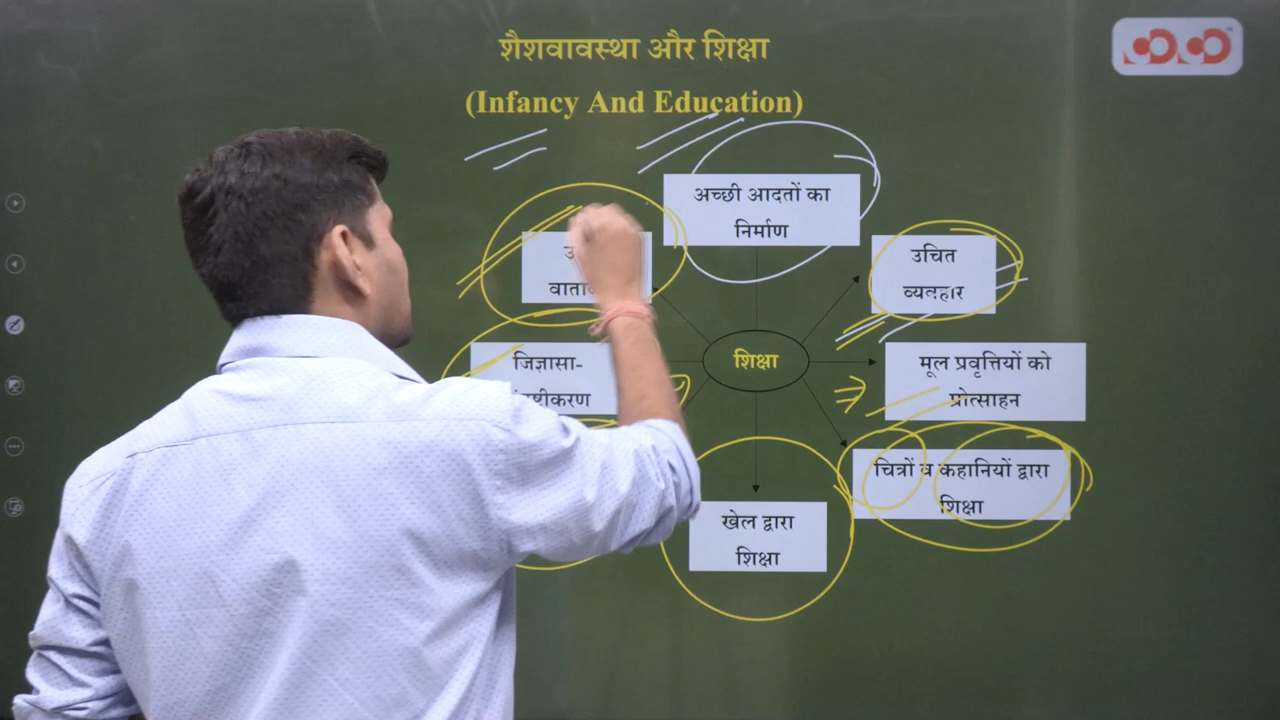 शैशवावस्था और शिक्षा
(Infancy And Education)
अच्छी आदतों का
निर्माण
उचित
व्यवहार
जिज्ञासा-
शिक्षा
मूल प्रवृत्तियों को
प्रोत्साहन
चित्रों व कहानियों द्वारा
शिक्षा
खेल द्वारा
शिक्षा